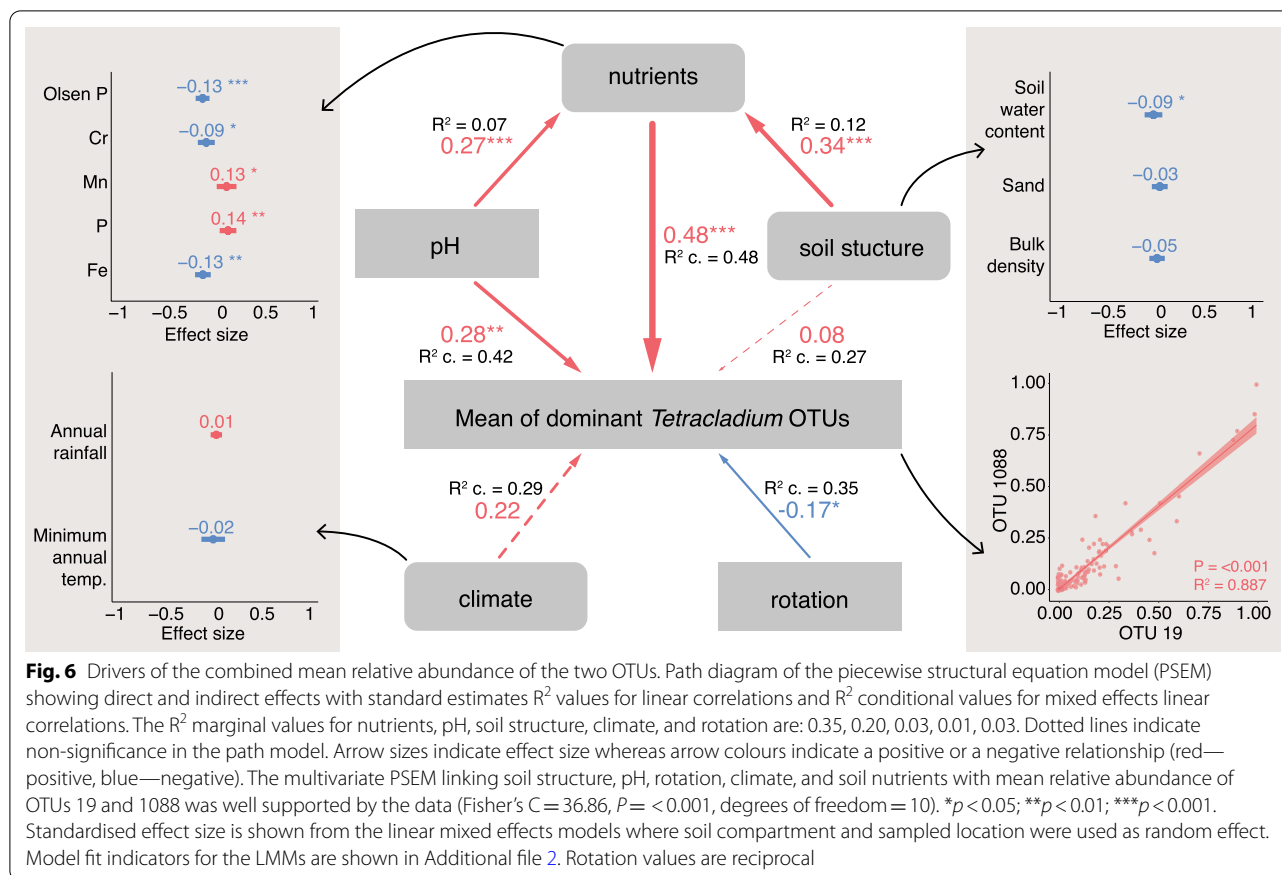 Olsen P
−0.13 ***
Cr
−0.09 *
Mn
0.13 *
P
0.14 **
Fe
−0.13 **
−1 −0.5 0 0.5 1
Effect size
nutrients
R² = 0.07
0.27***
R² = 0.12
0.34***
pH
0.48***
R² c. = 0.48
soil stucture
0.28**
R² c. = 0.42
0.08
R² c. = 0.27
Mean of dominant Tetracladium OTUs
R² c. = 0.29
0.22
R² c. = 0.35
-0.17*
climate
rotation
Annual
rainfall
0.01
Minimum
annual
temp.
−0.02
−1 −0.5 0 0.5 1
Effect size
Soil
water
content
−0.09 *
Sand
−0.03
Bulk
density
−0.05
−1 −0.5 0 0.5 1
Effect size
1.00
0.75
0.50
0.25
0.00
OTU 1088
P = <0.001
R² = 0.887
0.00 0.25 0.50 0.75 1.00
OTU 19
Fig. 6 Drivers of the combined mean relative abundance of the two OTUs. Path diagram of the piecewise structural equation model (PSEM)
showing direct and indirect effects with standard estimates R² values for linear correlations and R² conditional values for mixed effects linear
correlations. The R² marginal values for nutrients, pH, soil structure, climate, and rotation are: 0.35, 0.20, 0.03, 0.01, 0.03. Dotted lines indicate
non-significance in the path model. Arrow sizes indicate effect size whereas arrow colours indicate a positive or a negative relationship (red—
positive, blue—negative). The multivariate PSEM linking soil structure, pH, rotation, climate, and soil nutrients with mean relative abundance of
OTUs 19 and 1088 was well supported by the data (Fisher's C = 36.86, P = <0.001, degrees of freedom = 10). *p < 0.05; **p < 0.01; ***p < 0.001.
Standardised effect size is shown from the linear mixed effects models where soil compartment and sampled location were used as random effect.
Model fit indicators for the LMMs are shown in Additional file 2. Rotation values are reciprocal